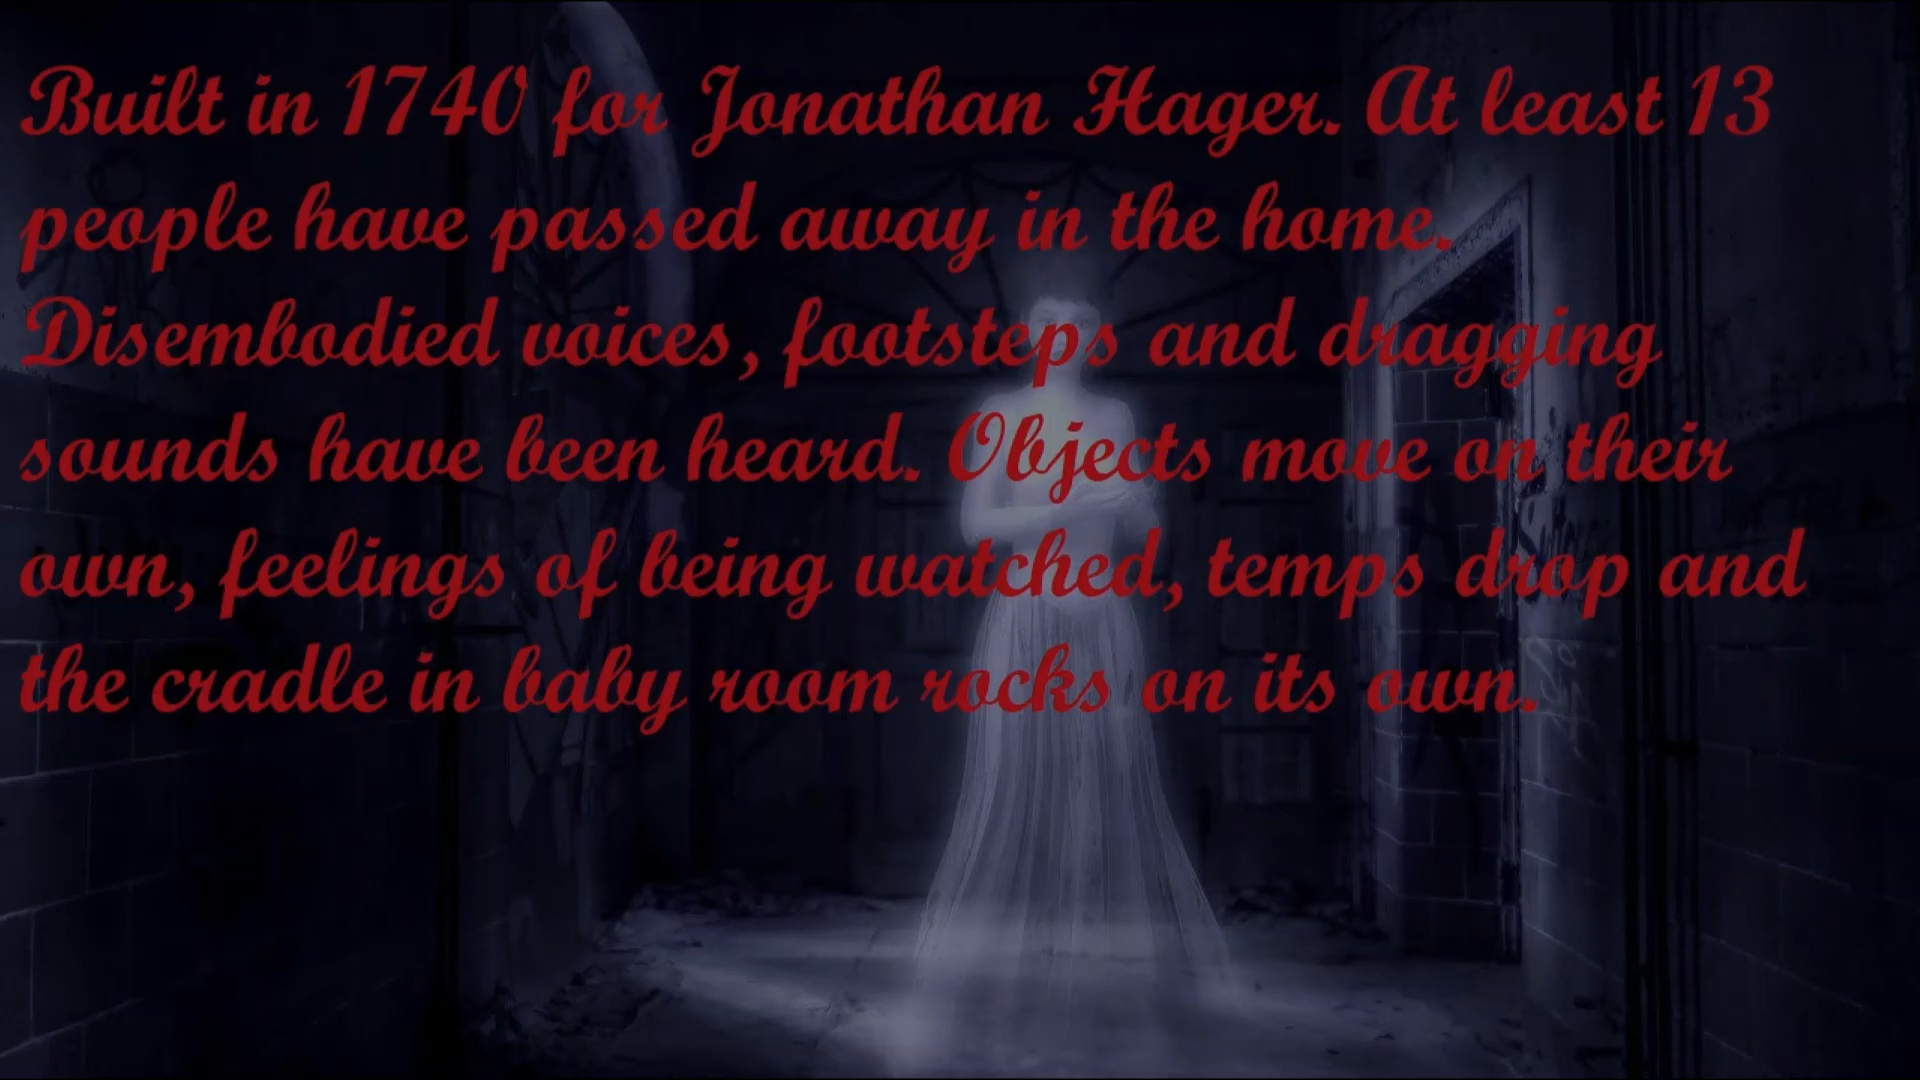 Built in 1740 for Jonathan Hager. At least 13
people have passed away in the home.
Disembodied voices, footsteps and dragging
sounds have been heard. Objects move on their
own, feelings of being watched, temps drop and
the cradle in baby room rocks on its own.